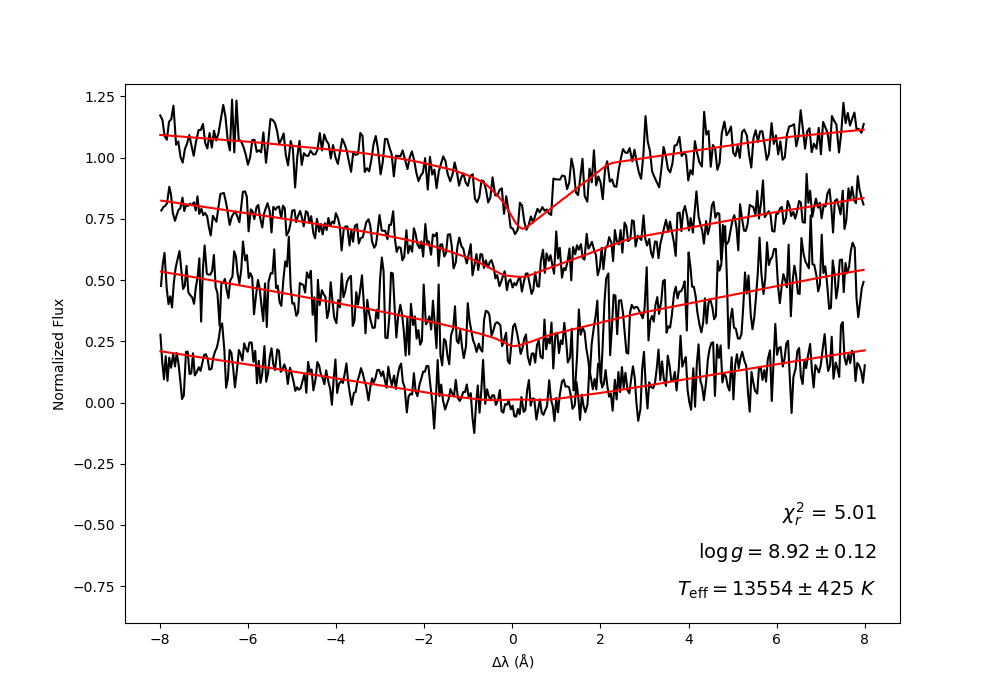 1.25
1.00
0.75
0.50
0.25
0.00
−0.25
−0.50
−0.75
Normalized Flux
χ²ᵣ = 5.01
log g = 8.92 ± 0.12
T_eff = 13554 ± 425 K
−8 −6 −4 −2 0 2 4 6 8
Δλ (Å)